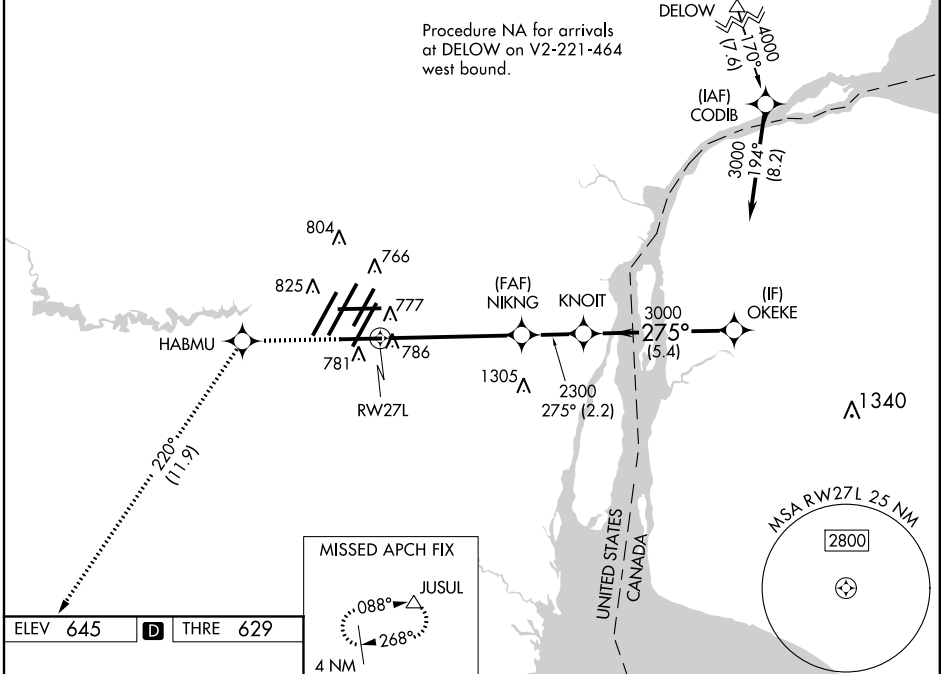 Procedure NA for arrivals
at DELOW on V2-221-464
west bound.
DELOW
4000
170°
(7.6)
(IAF)
CODIB
3000
194°
(8.2)
804
766
825
777
(FAF)
NIKNG
KNOIT
3000
275°
(5.4)
(IF)
OKEKE
HABMU
781
786
RW27L
1305
2300
275° (2.2)
1340
220°
(11.9)
MSA RW27L 25 NM
2800
UNITED STATES
CANADA
MISSED APCH FIX
JUSUL
088°
268°
4 NM
ELEV 645 D THRE 629